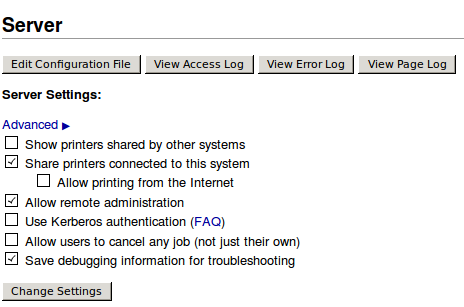 Server
Edit Configuration File View Access Log View Error Log View Page Log
Server Settings:
Advanced ▶
Show printers shared by other systems
Share printers connected to this system
Allow printing from the Internet
Allow remote administration
Use Kerberos authentication (FAQ)
Allow users to cancel any job (not just their own)
Save debugging information for troubleshooting
Change Settings